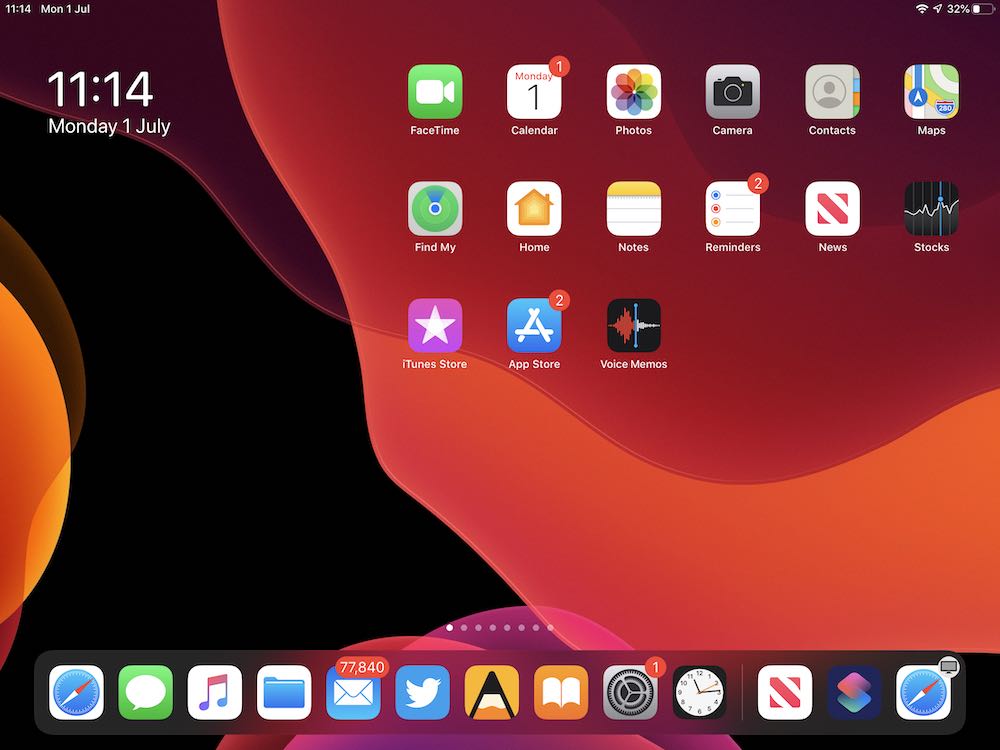 11:14 Mon 1 Jul 32%
11:14
Monday 1 July
1
Monday
1
FaceTime Calendar Photos Camera Contacts Maps
280
2
Find My Home Notes Reminders News Stocks
2
iTunes Store App Store Voice Memos
77,840 1